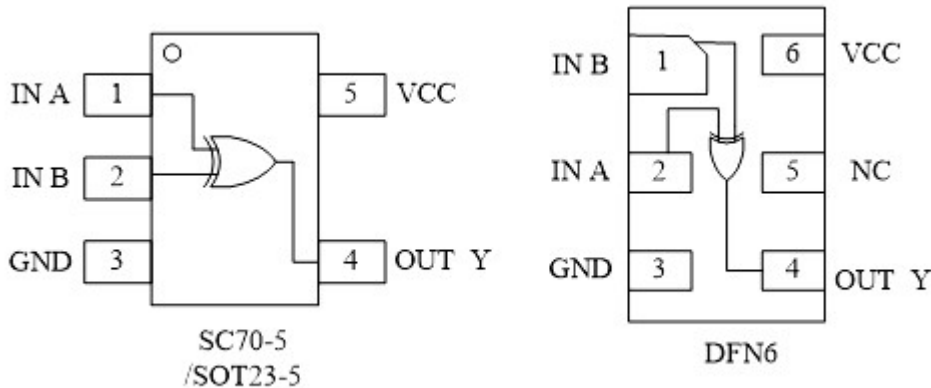 IN A 1 5 VCC
IN B 2
GND 3 4 OUT Y
SC70-5
/SOT23-5
IN B 1 6 VCC
IN A 2 5 NC
GND 3 4 OUT Y
DFN6